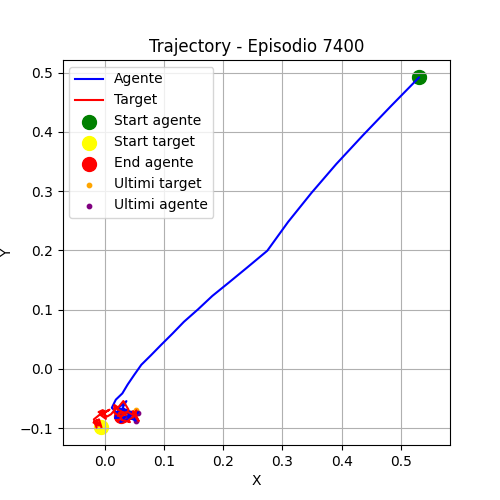 Trajectory - Episodio 7400
Agente
Target
Start agente
Start target
End agente
Ultimi target
Ultimi agente
0.5
0.4
0.3
0.2
0.1
0.0
−0.1
Y
0.0 0.1 0.2 0.3 0.4 0.5
X